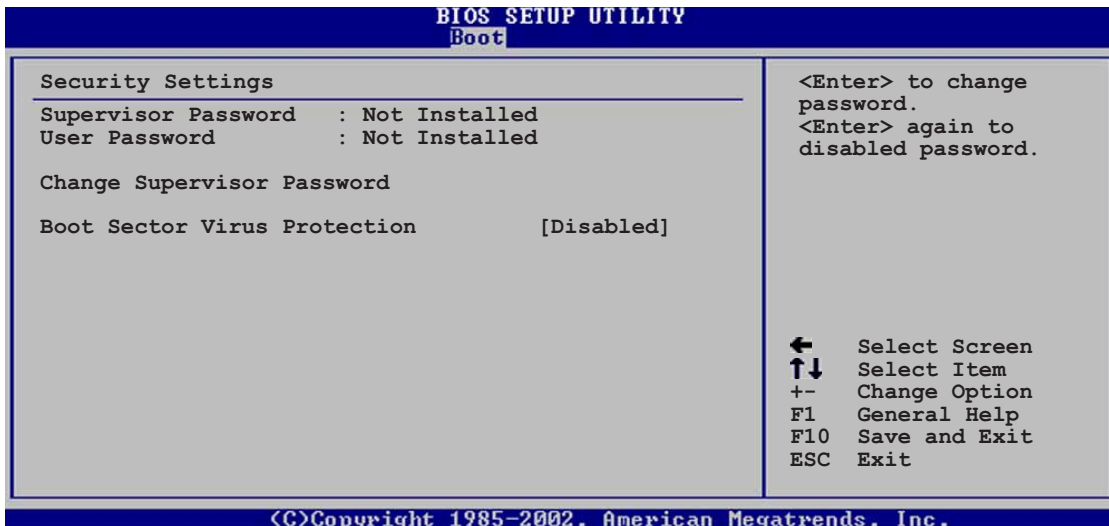 BIOS SETUP UTILITY
Boot
Security Settings
Supervisor Password : Not Installed
User Password : Not Installed
Change Supervisor Password
Boot Sector Virus Protection [Disabled]
<Enter> to change
password.
<Enter> again to
disabled password.
← Select Screen
↑↓ Select Item
+- Change Option
F1 General Help
F10 Save and Exit
ESC Exit
(C)Copyright 1985-2002, American Megatrends, Inc.